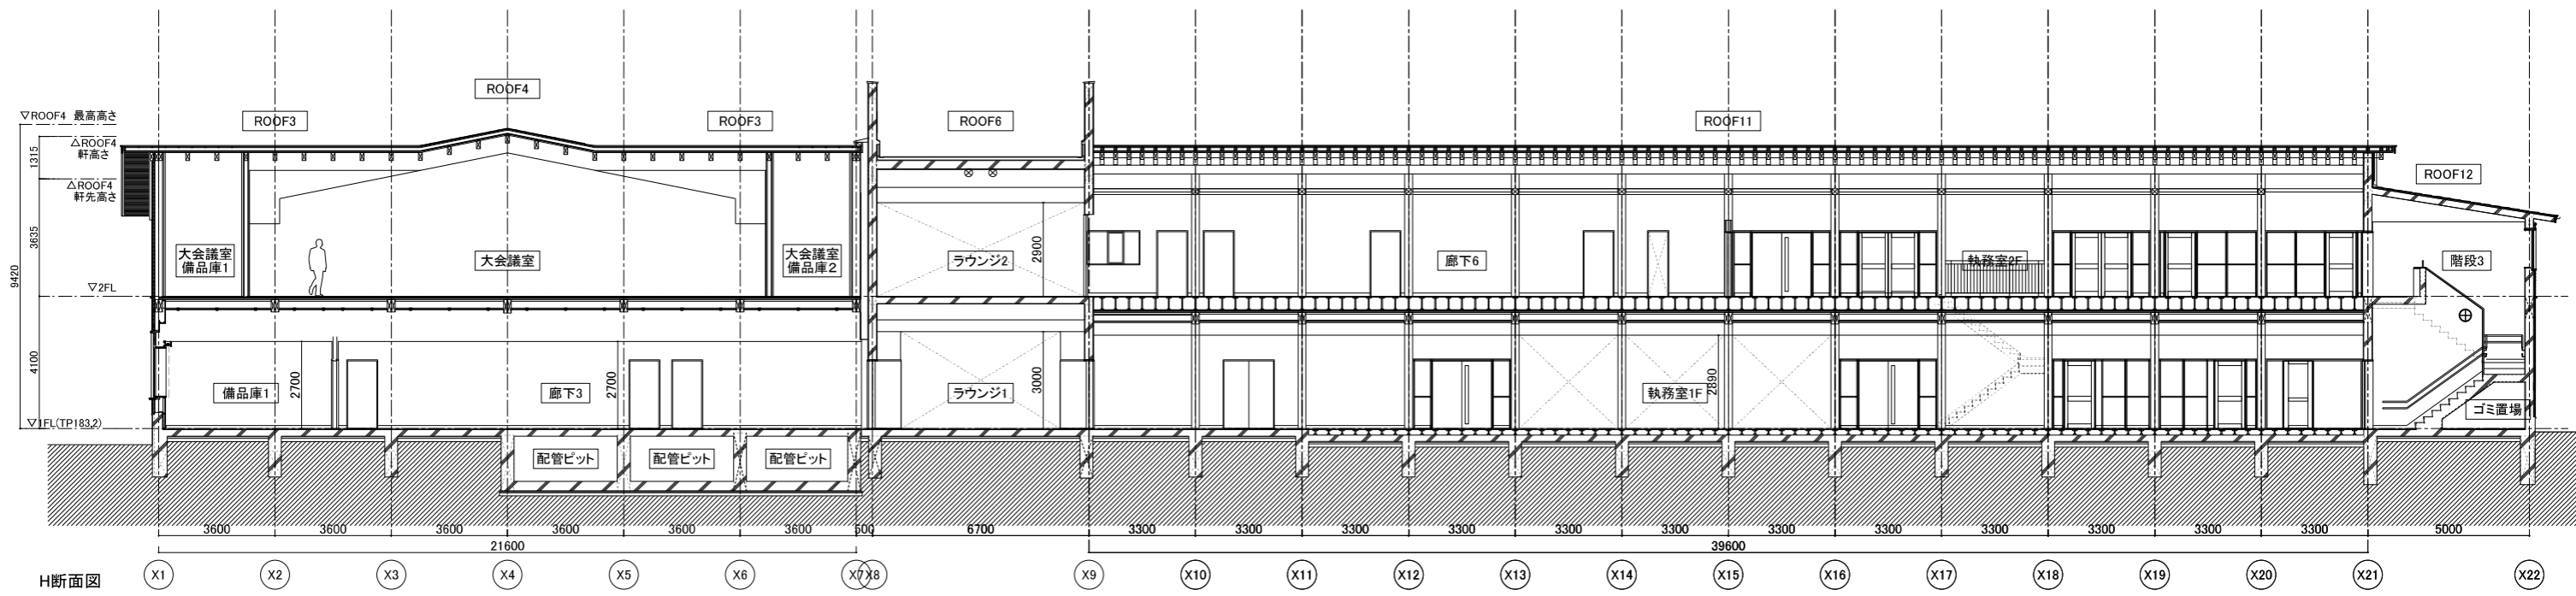 ROOF4
▽ROOF4 最高高さ
ROOF3
ROOF3
ROOF6
ROOF11
△ROOF4
軒高さ
1315
△ROOF4
軒先高さ
ROOF12
9420
3635
大会議室
備品庫1
大会議室
大会議室
備品庫2
ラウンジ2
2900
廊下6
執務室2F
階段3
▽2FL
4100
備品庫1
2700
廊下3
2700
ラウンジ1
3000
執務室1F
2890
ゴミ置場
▽1FL(TP183.2)
配管ピット
配管ピット
配管ピット
3600 3600 3600 3600 3600 3600 500 6700 3300 3300 3300 3300 3300 3300 3300 3300 3300 3300 3300 3300 5000
21600 39600
H断面図
X1 X2 X3 X4 X5 X6 X7 X8 X9 X10 X11 X12 X13 X14 X15 X16 X17 X18 X19 X20 X21 X22